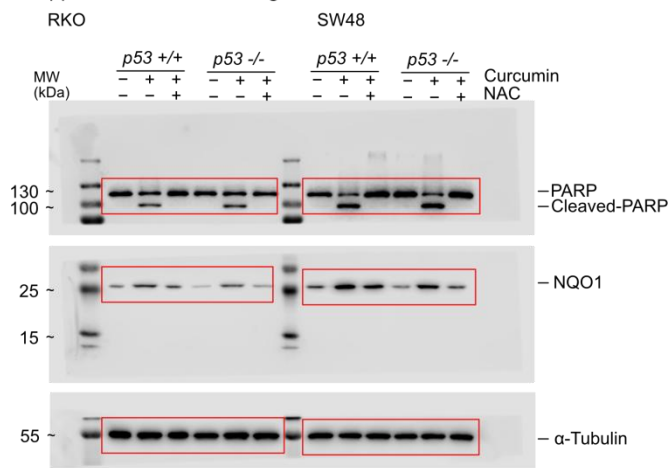 RKO SW48
p53 +/+ p53 -/- p53 +/+ p53 -/-
MW (kDa) – + + – + + – + + – + + Curcumin
– – + – – + – – + – – + NAC
130 ~ –PARP
100 ~ –Cleaved-PARP
25 ~ –NQO1
15 ~
55 ~ –α-Tubulin